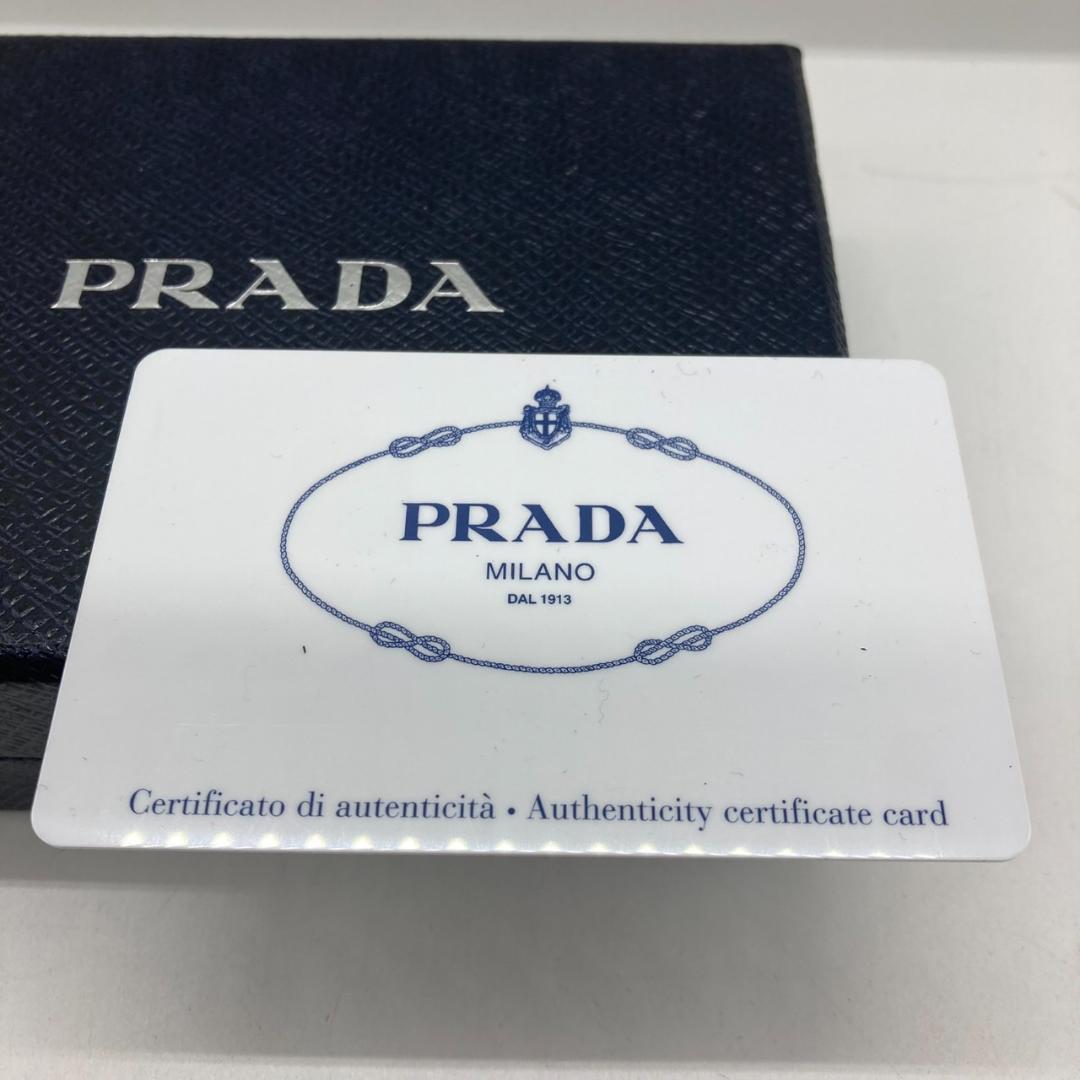 PRADA
PRADA
MILANO
DAL 1913
Certificato di autenticità • Authenticity certificate card